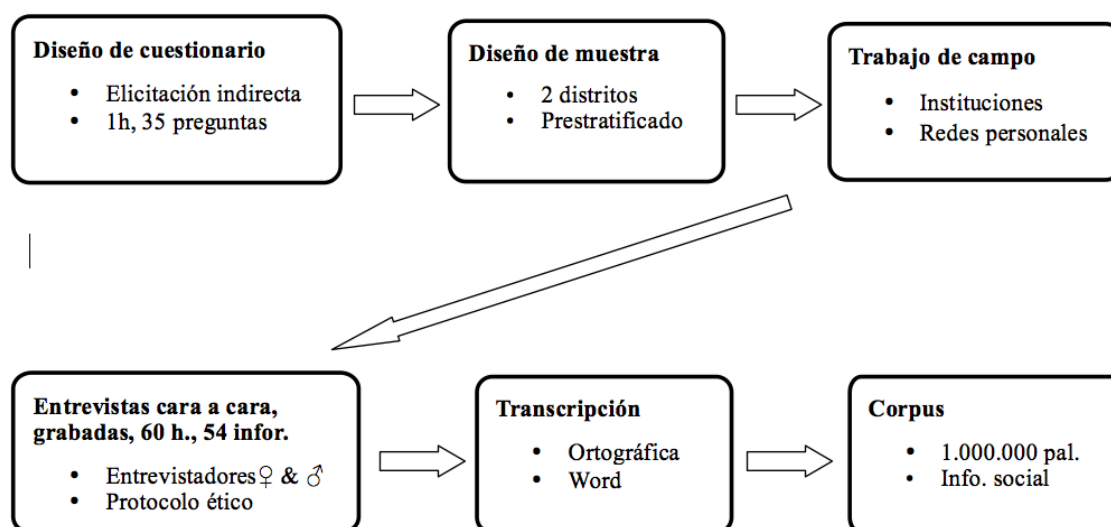 Diseño de cuestionario
• Elicitación indirecta
• 1h, 35 preguntas
Diseño de muestra
• 2 distritos
• Prestratificado
Trabajo de campo
• Instituciones
• Redes personales
Entrevistas cara a cara,
grabadas, 60 h., 54 infor.
• Entrevistadores♀ & ♂
• Protocolo ético
Transcripción
• Ortográfica
• Word
Corpus
• 1.000.000 pal.
• Info. social